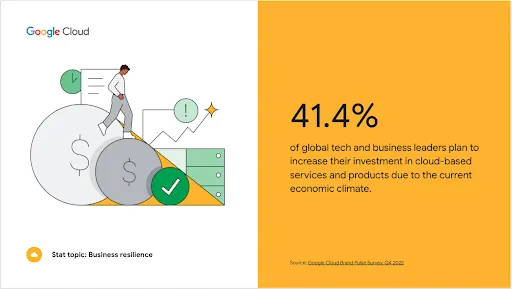 Google Cloud
$
$
!
Stat topic: Business resilience
41.4%
of global tech and business leaders plan to
increase their investment in cloud-based
services and products due to the current
economic climate.
Source: Google Cloud Brand Pulse Survey, Q4 2022